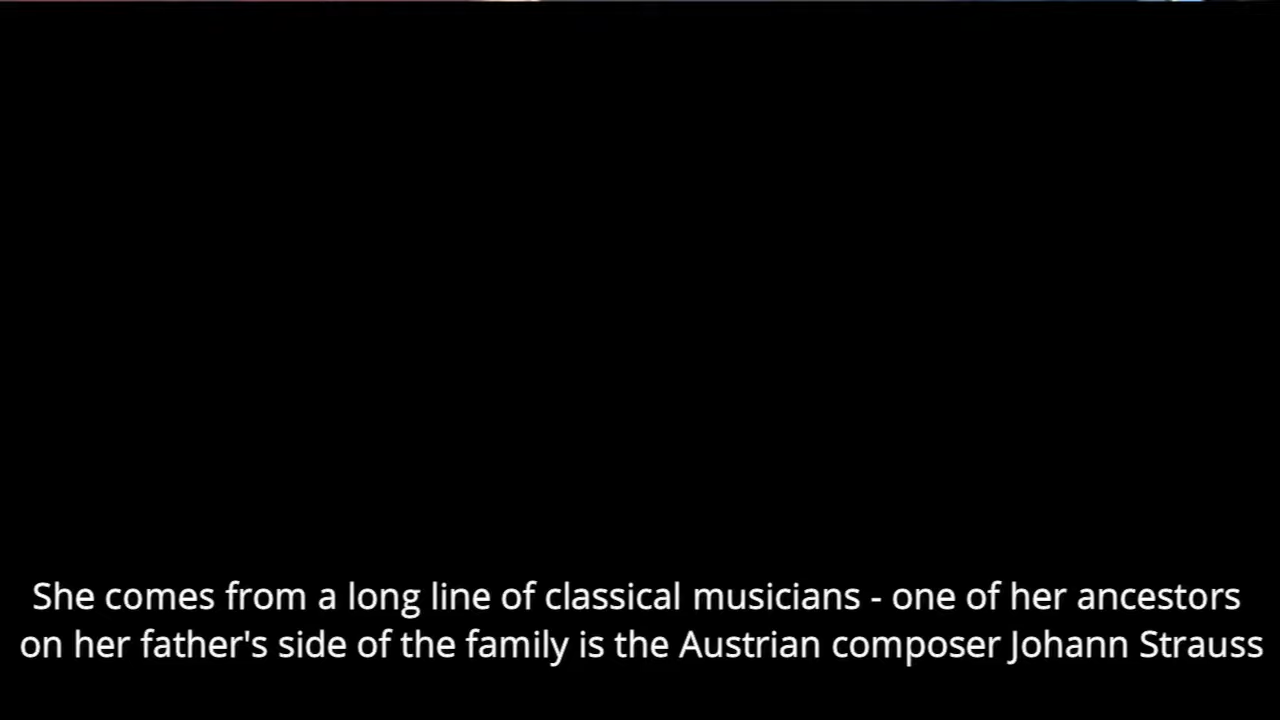 She comes from a long line of classical musicians - one of her ancestors
on her father's side of the family is the Austrian composer Johann Strauss